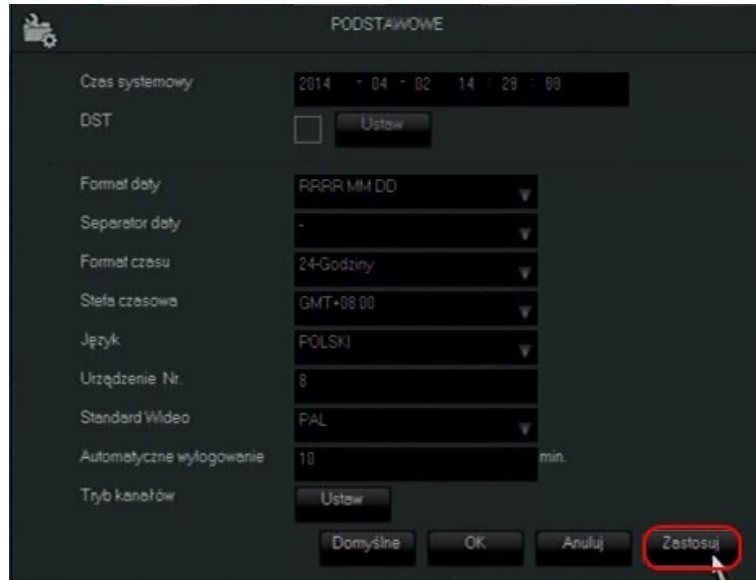 PODSTAWOWE
Czas systemowy 2014 - 04 - 02 14 : 28 :
DST Ustaw
Format daty RRRR MM DD
Separator daty -
Format czasu 24-Godziny
Stefa czasowa GMT+08:00
Język POLSKI
Urządzenie Nr. 8
Standard Wideo PAL
Automatyczne wylogowanie 10 min.
Tryb kanałów Ustaw
Domyślne OK Anuluj Zastosuj